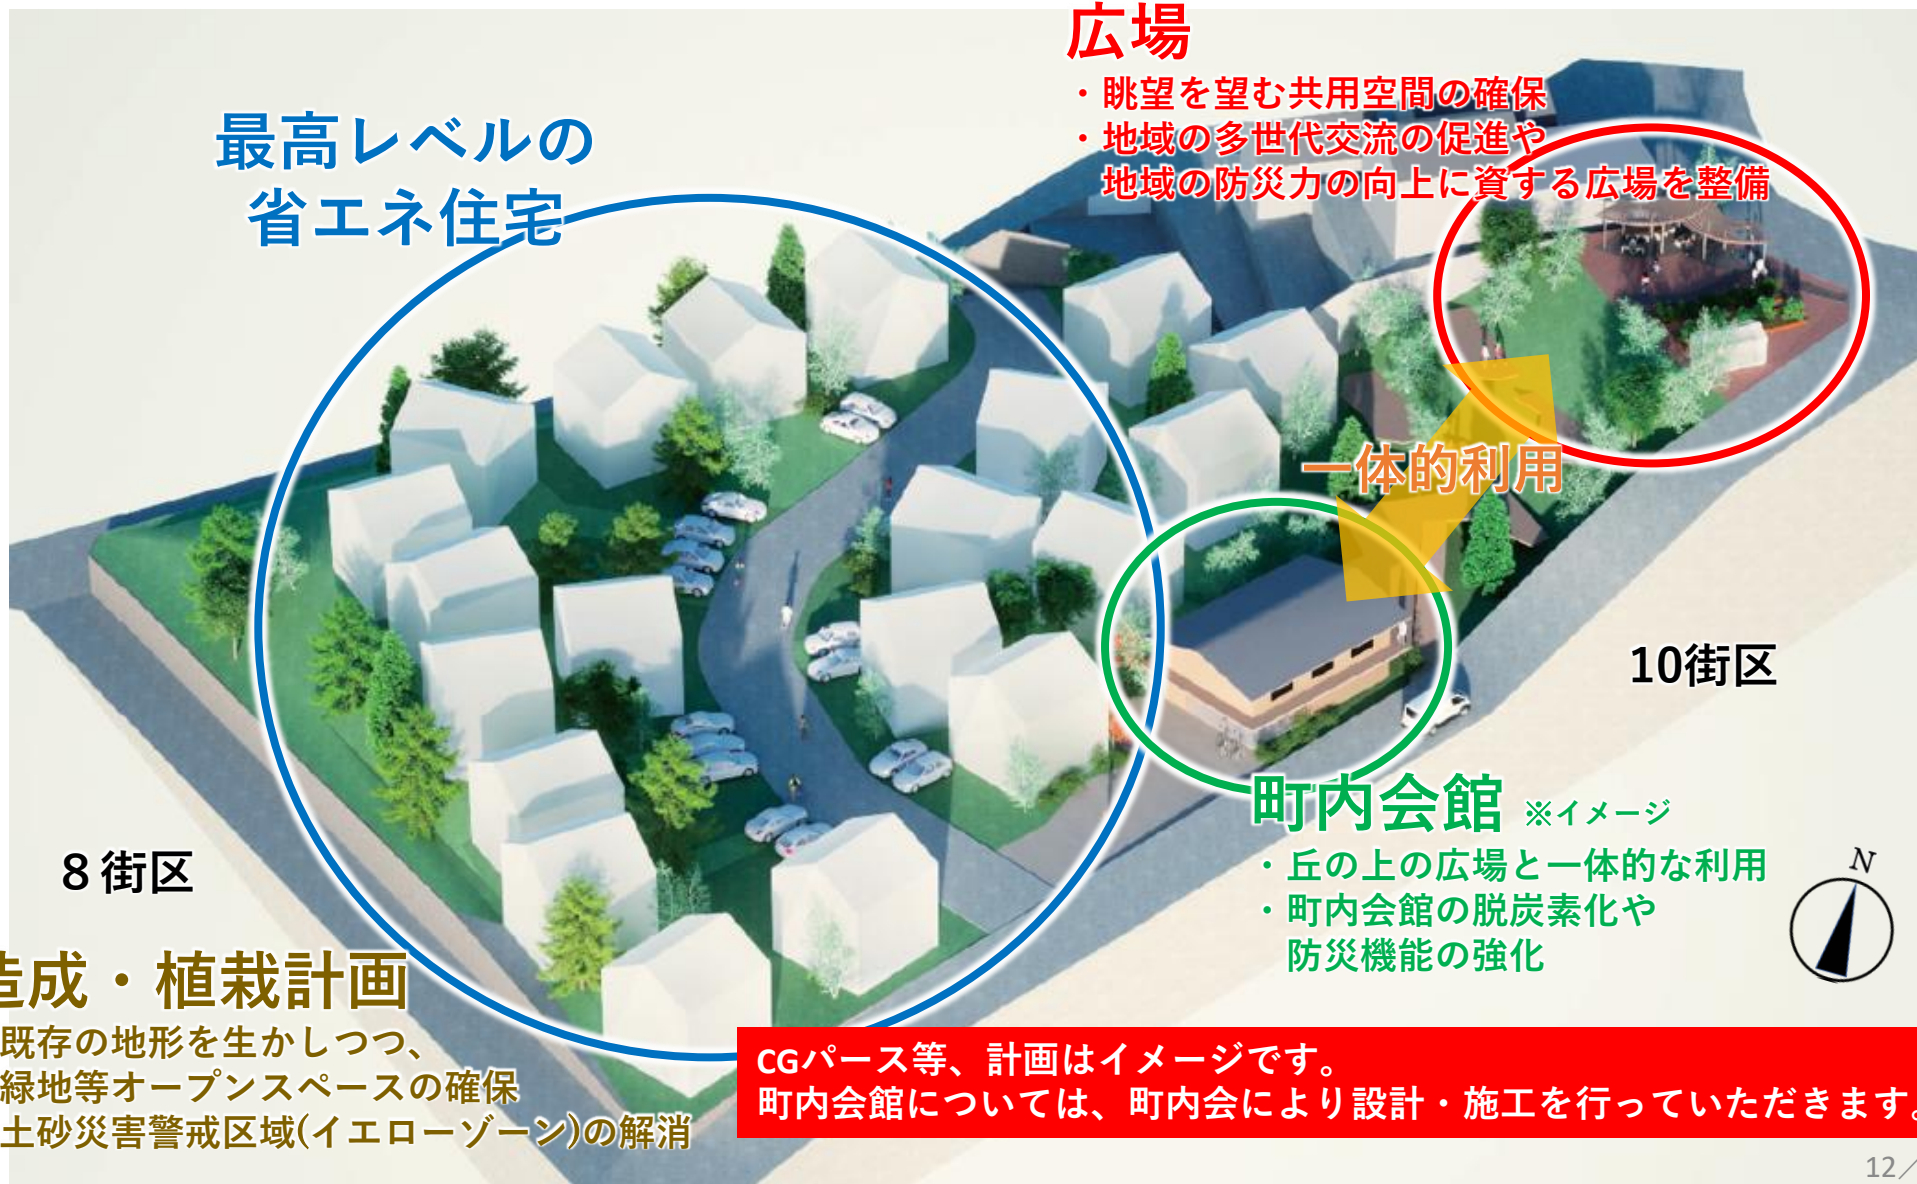 広場
・眺望を望む共用空間の確保
・地域の多世代交流の促進や
地域の防災力の向上に資する広場を整備
最高レベルの
省エネ住宅
一体的利用
10街区
町内会館 ※イメージ
・丘の上の広場と一体的な利用
・町内会館の脱炭素化や
防災機能の強化
N
８街区
造成・植栽計画
既存の地形を生かしつつ、
緑地等オープンスペースの確保
土砂災害警戒区域(イエローゾーン)の解消
CGパース等、計画はイメージです。
町内会館については、町内会により設計・施工を行っていただきます。
12／